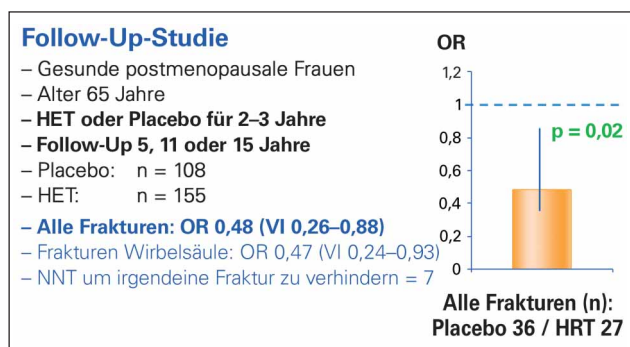 Follow-Up-Studie
– Gesunde postmenopausale Frauen
– Alter 65 Jahre
– HET oder Placebo für 2–3 Jahre
– Follow-Up 5, 11 oder 15 Jahre
– Placebo: n = 108
– HET: n = 155
– Alle Frakturen: OR 0,48 (VI 0,26–0,88)
– Frakturen Wirbelsäule: OR 0,47 (VI 0,24–0,93)
– NNT um irgendeine Fraktur zu verhindern = 7
OR
1,2
1
p = 0,02
0,8
0,6
0,4
0,2
0
Alle Frakturen (n):
Placebo 36 / HRT 27